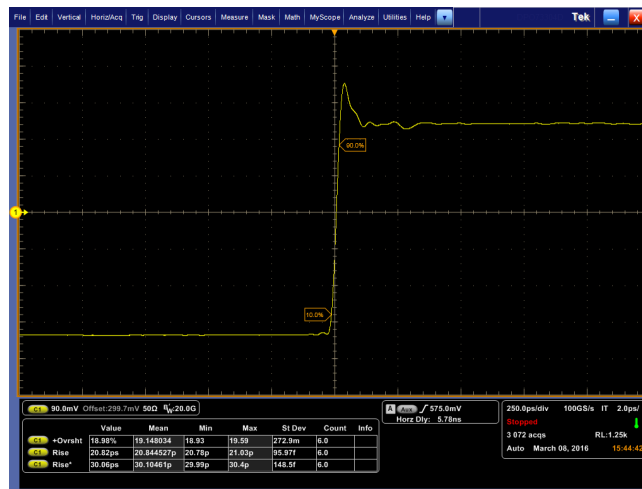 File Edit Vertical Horiz/Acq Trig Display Cursors Measure Mask Math MyScope Analyze Utilities Help Tek X
90.0%
1
10.0%
C1 90.0mV Offset:299.7mV 50Ω BW:20.0G
A Aux 575.0mV
Horz Dly: 5.78ns
250.0ps/div 100GS/s IT 2.0ps/
Stopped
3 072 acqs RL:1.25k
Auto March 08, 2016 15:44:42
Value Mean Min Max St Dev Count Info
C1 +Ovrsht 18.98% 19.148034 18.93 19.59 272.9m 6.0
C1 Rise 20.82ps 20.844527p 20.78p 21.03p 95.97f 6.0
C1 Rise* 30.06ps 30.10461p 29.99p 30.4p 148.5f 6.0